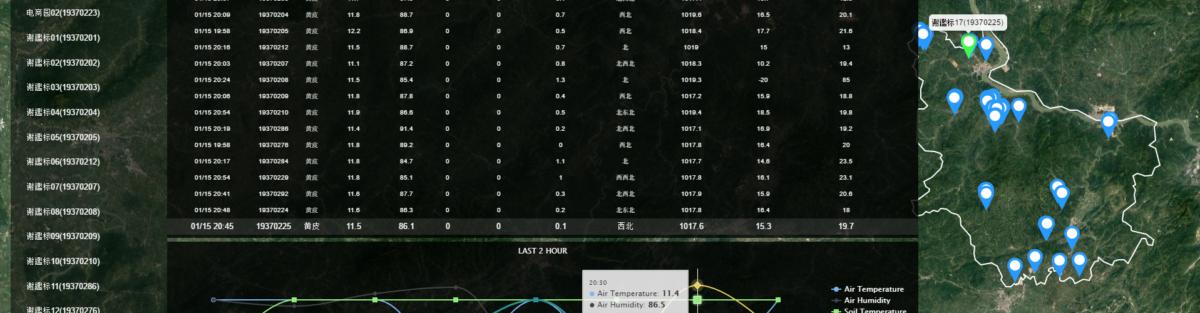 电商园02(19370223)
谢鑑标01(19370201)
谢鑑标02(19370202)
谢鑑标03(19370203)
谢鑑标04(19370204)
谢鑑标05(19370205)
谢鑑标06(19370212)
谢鑑标07(19370207)
谢鑑标08(19370208)
谢鑑标09(19370209)
谢鑑标10(19370210)
谢鑑标11(19370286)
谢鑑标12(19370276)
01/15 20:09 19370204 黄皮 11.8 88.7 0 0 0.7 西北 1019.6 16.5 20.1
01/15 19:58 19370205 黄皮 12.2 86.9 0 0 0.5 西北 1018.4 17.7 21.6
01/15 20:16 19370212 黄皮 11.5 88.7 0 0 0.7 北 1019 15 13
01/15 20:03 19370207 黄皮 11.1 87.2 0 0 0.8 北西北 1018.3 10.2 19.4
01/15 20:24 19370208 黄皮 11.5 85.4 0 0 1.3 北 1019.3 -20 85
01/15 20:06 19370209 黄皮 11.8 87.8 0 0 0.4 西北 1017.2 15.9 18.8
01/15 20:54 19370210 黄皮 11.9 86.6 0 0 0.5 北东北 1019.4 18.5 19.8
01/15 20:19 19370286 黄皮 11.4 91.4 0 0 0.2 北西北 1017.1 16.9 19.2
01/15 19:58 19370276 黄皮 11.8 89.2 0 0 0 西北 1017.8 16.4 20
01/15 20:17 19370284 黄皮 11.8 84.7 0 0 1.1 北 1017.7 14.6 23.5
01/15 20:54 19370229 黄皮 11.8 85.1 0 0 1 西西北 1017.8 16.1 23.1
01/15 20:41 19370292 黄皮 11.6 87.7 0 0 0.3 北西北 1017.9 15.9 20.6
01/15 20:48 19370224 黄皮 11.6 86.3 0 0 0.2 北东北 1017.8 16.4 18
01/15 20:45 19370225 黄皮 11.5 86.1 0 0 0.1 西北 1017.6 15.3 19.7
LAST 2 HOUR
20:30
Air Temperature: 11.4
Air Humidity: 86.5
Air Temperature
Air Humidity
Soil Temperature
谢鑑标17(19370225)